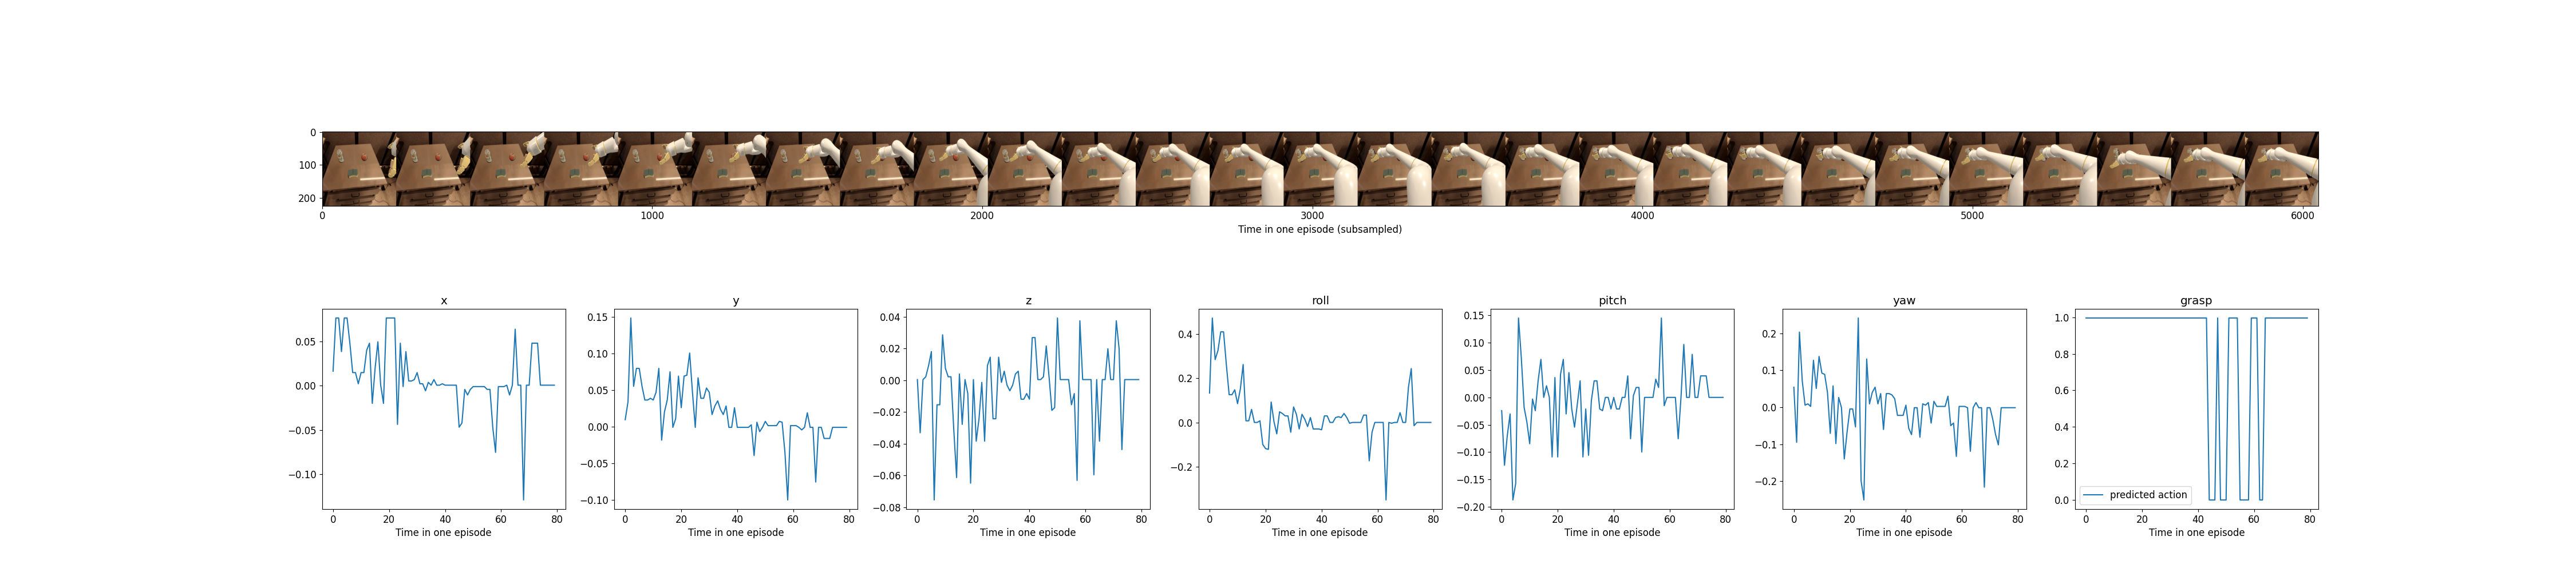 0
100
200
0 1000 2000 3000 4000 5000 6000
Time in one episode (subsampled)
x
0.05
0.00
−0.05
−0.10
0 20 40 60 80
Time in one episode
y
0.15
0.10
0.05
0.00
−0.05
−0.10
0 20 40 60 80
Time in one episode
z
0.04
0.02
0.00
−0.02
−0.04
−0.06
−0.08
0 20 40 60 80
Time in one episode
roll
0.4
0.2
0.0
−0.2
0 20 40 60 80
Time in one episode
pitch
0.15
0.10
0.05
0.00
−0.05
−0.10
−0.15
−0.20
0 20 40 60 80
Time in one episode
yaw
0.2
0.1
0.0
−0.1
−0.2
0 20 40 60 80
Time in one episode
grasp
1.0
0.8
0.6
0.4
0.2
0.0
predicted action
0 20 40 60 80
Time in one episode